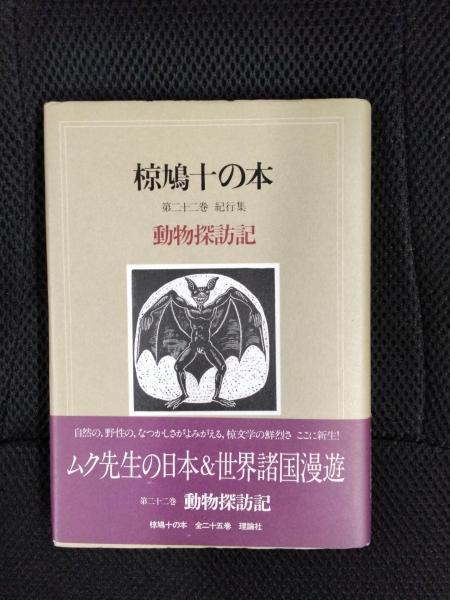 椋鳩十の本
第二十二巻 紀行集
動物探訪記
自然の、野性の、なつかしさがよみがえる、椋文学の鮮烈さ ここに新生!
ムク先生の日本&世界諸国漫遊
第二十二巻 動物探訪記
椋鳩十の本 全二十五巻 理論社